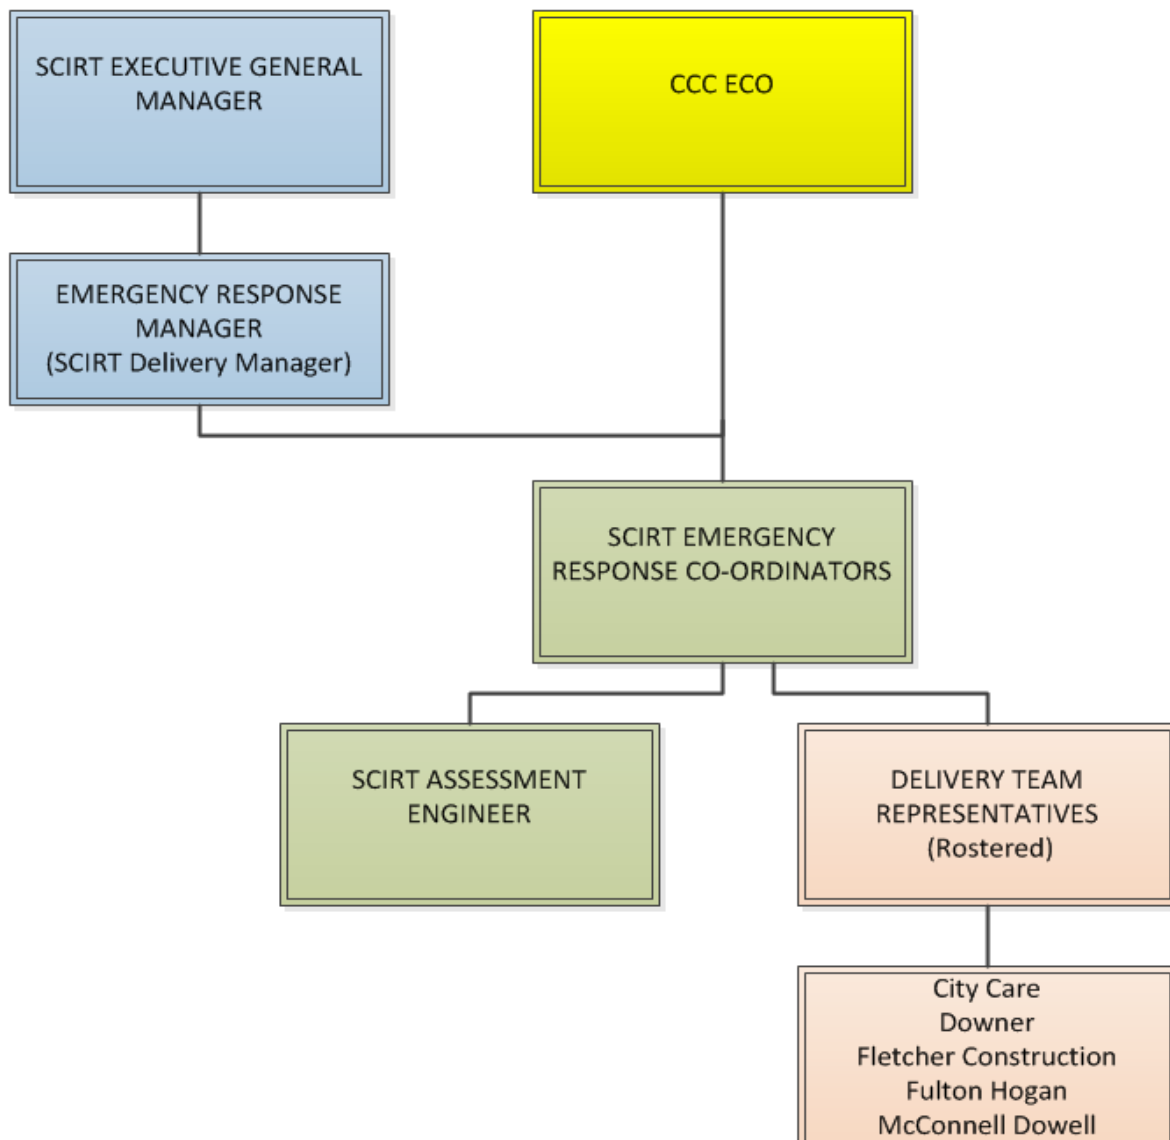 SCIRT EXECUTIVE GENERAL
MANAGER
CCC ECO
EMERGENCY RESPONSE
MANAGER
(SCIRT Delivery Manager)
SCIRT EMERGENCY
RESPONSE CO-ORDINATORS
SCIRT ASSESSMENT
ENGINEER
DELIVERY TEAM
REPRESENTATIVES
(Rostered)
City Care
Downer
Fletcher Construction
Fulton Hogan
McConnell Dowell